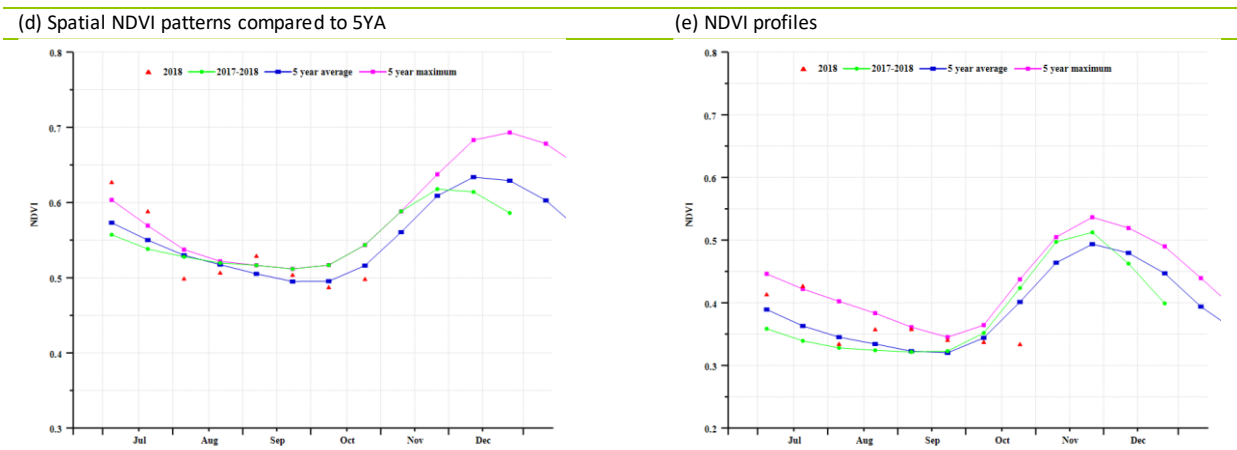 (d) Spatial NDVI patterns compared to 5YA
(e) NDVI profiles
0.8
2018 2017-2018 5 year average 5 year maximum
0.7
0.6
NDVI
0.5
0.4
0.3
Jul Aug Sep Oct Nov Dec
0.8
2018 2017-2018 5 year average 5 year maximum
0.7
0.6
NDVI
0.5
0.4
0.3
0.2
Jul Aug Sep Oct Nov Dec